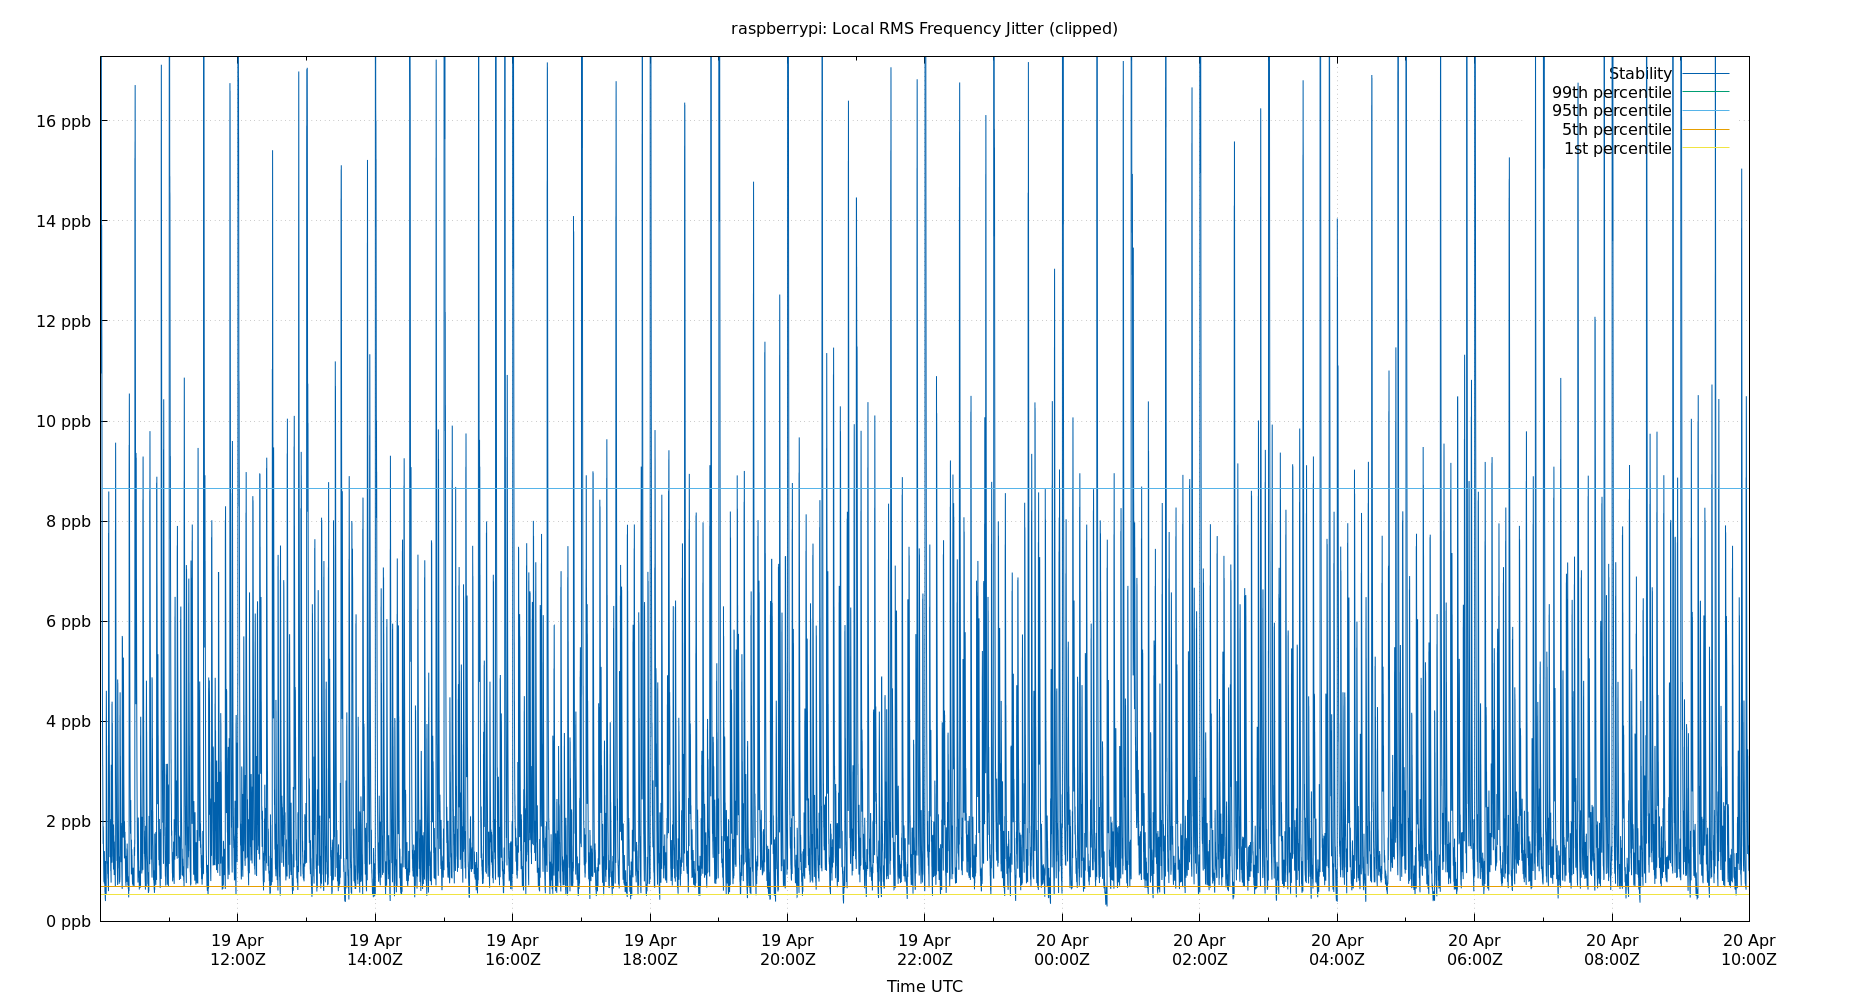 raspberrypi: Local RMS Frequency Jitter (clipped)
Stability
99th percentile
95th percentile
5th percentile
1st percentile
16 ppb
14 ppb
12 ppb
10 ppb
8 ppb
6 ppb
4 ppb
2 ppb
0 ppb
19 Apr 19 Apr 19 Apr 19 Apr 19 Apr 19 Apr 20 Apr 20 Apr 20 Apr 20 Apr 20 Apr 20 Apr
12:00Z 14:00Z 16:00Z 18:00Z 20:00Z 22:00Z 00:00Z 02:00Z 04:00Z 06:00Z 08:00Z 10:00Z
Time UTC